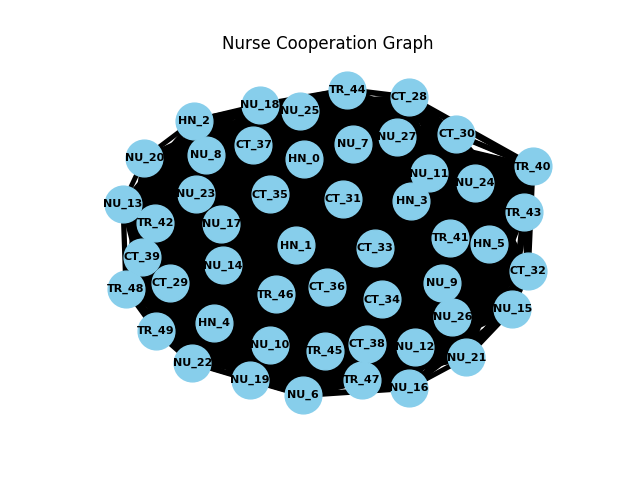 Nurse Cooperation Graph
TR_44
CT_28
NU_18
NU_25
HN_2
CT_30
NU_27
NU_7
CT_37
NU_8
HN_0
NU_20
TR_40
NU_11
NU_24
NU_23
CT_35
CT_31
HN_3
NU_13
TR_43
TR_42
NU_17
TR_41
HN_5
HN_1
CT_33
CT_39
NU_14
CT_32
CT_29
NU_9
TR_48
CT_36
TR_46
CT_34
NU_15
NU_26
HN_4
TR_49
NU_10
CT_38
NU_12
TR_45
NU_21
NU_22
NU_19
TR_47
NU_16
NU_6